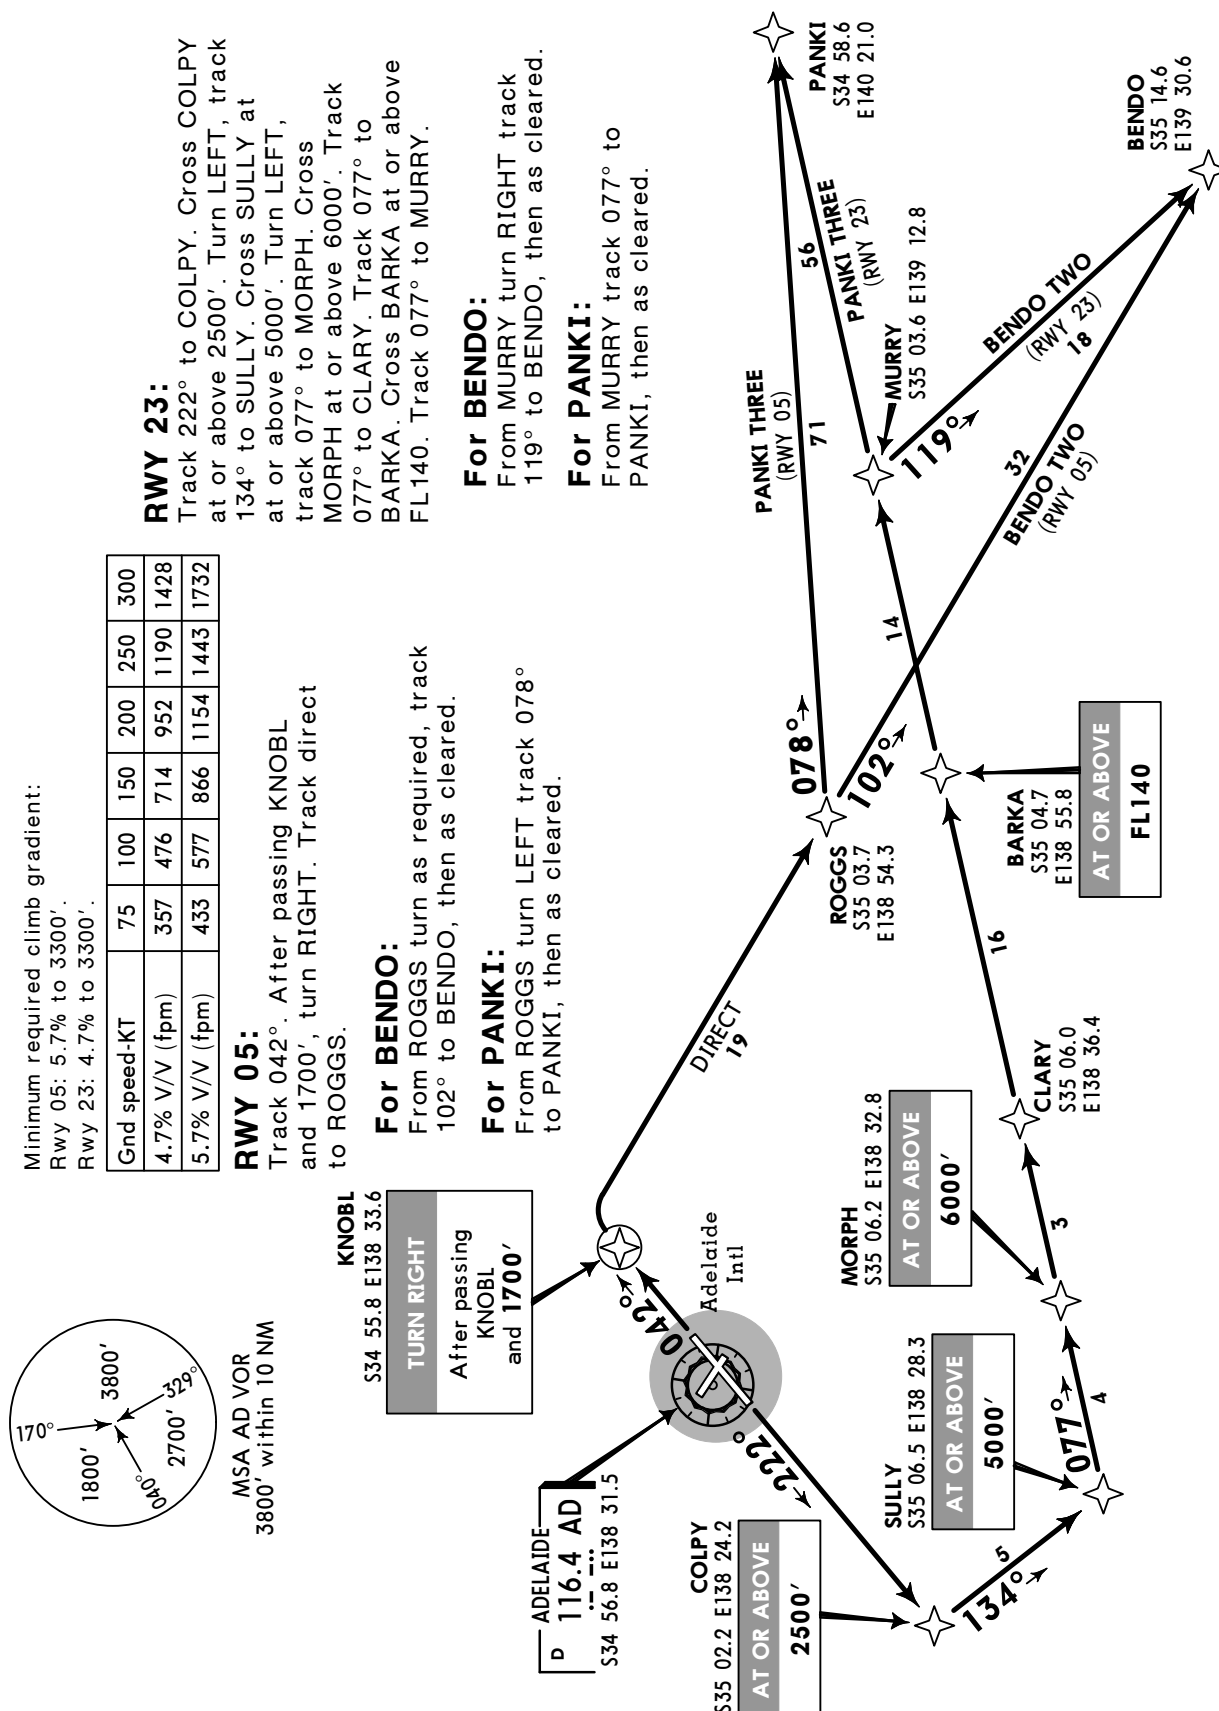 Minimum required climb gradient:
Rwy 05: 5.7% to 3300'.
Rwy 23: 4.7% to 3300'.
Gnd speed-KT 75 100 150 200 250 300
4.7% V/V (fpm) 357 476 714 952 1190 1428
5.7% V/V (fpm) 433 577 866 1154 1443 1732
RWY 05:
Track 042°. After passing KNOBL
and 1700', turn RIGHT. Track direct
to ROGGS.
For BENDO:
From ROGGS turn as required, track
102° to BENDO, then as cleared.
For PANKI:
From ROGGS turn LEFT track 078°
to PANKI, then as cleared.
RWY 23:
Track 222° to COLPY. Cross COLPY
at or above 2500'. Turn LEFT, track
134° to SULLY. Cross SULLY at
at or above 5000'. Turn LEFT,
track 077° to MORPH. Cross
MORPH at or above 6000'. Track
077° to CLARY. Track 077° to
BARKA. Cross BARKA at or above
FL140. Track 077° to MURRY.
For BENDO:
From MURRY turn RIGHT track
119° to BENDO, then as cleared.
For PANKI:
From MURRY track 077° to
PANKI, then as cleared.
170°
3800'
1800'
329°
2700'
040°
MSA AD VOR
3800' within 10 NM
KNOBL
S34 55.8 E138 33.6
TURN RIGHT
After passing
KNOBL
and 1700'
ADELAIDE
D 116.4 AD
S34 56.8 E138 31.5
Adelaide
Intl
042°
222°
COLPY
S35 02.2 E138 24.2
AT OR ABOVE
2500'
134°
5
SULLY
S35 06.5 E138 28.3
AT OR ABOVE
5000'
077°
4
MORPH
S35 06.2 E138 32.8
AT OR ABOVE
6000'
3
CLARY
S35 06.0
E138 36.4
16
BARKA
S35 04.7
E138 55.8
AT OR ABOVE
FL140
14
DIRECT
19
ROGGS
S35 03.7
E138 54.3
078°
102°
PANKI THREE
(RWY 05)
71
MURRY
S35 03.6 E139 12.8
56
PANKI THREE
(RWY 23)
119°
BENDO TWO
(RWY 23)
18
32
BENDO TWO
(RWY 05)
PANKI
S34 58.6
E140 21.0
BENDO
S35 14.6
E139 30.6